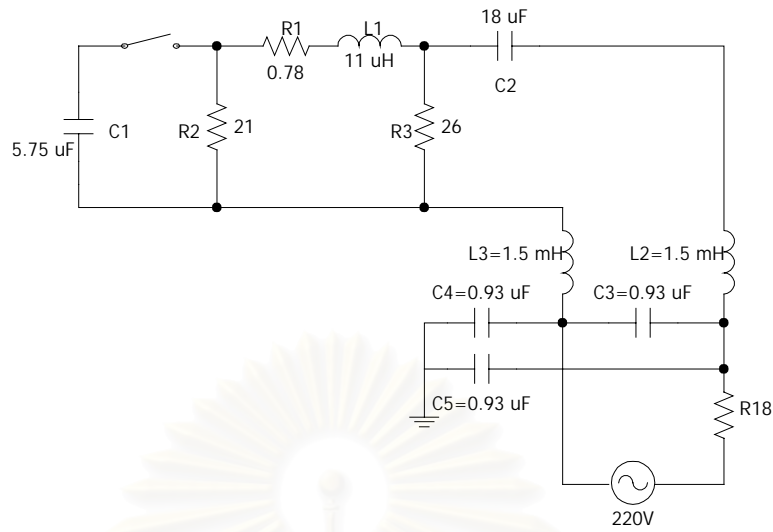 18 uF
R1
L1
0.78
11 uH
C2
C1
5.75 uF
R2
21
R3
26
L3=1.5 mH
L2=1.5 mH
C4=0.93 uF
C3=0.93 uF
C5=0.93 uF
R18
220V